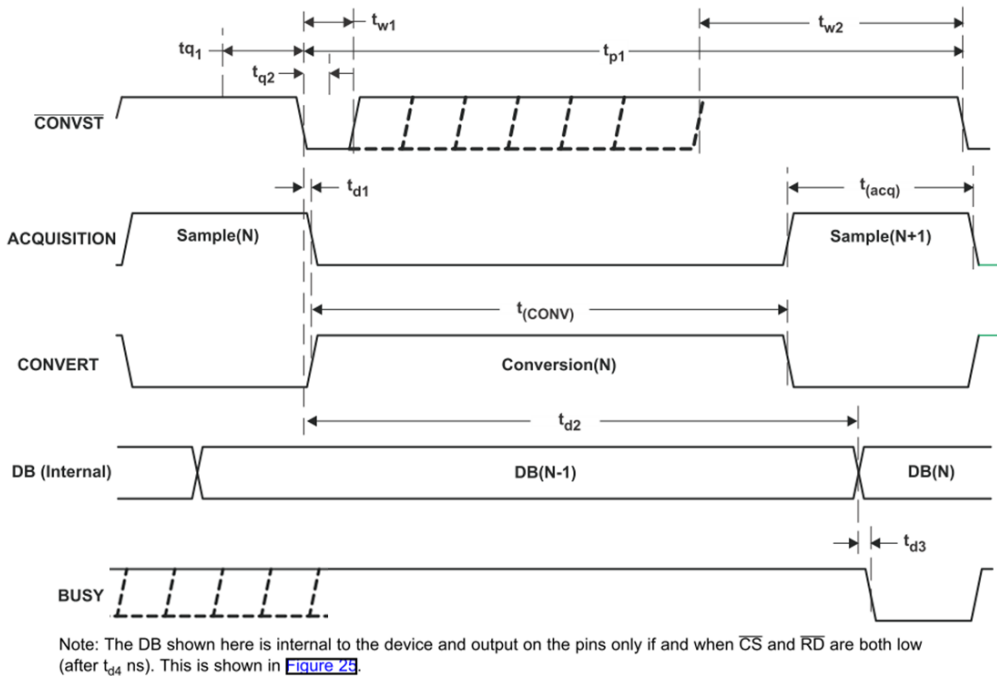 tw1
tw2
tq1
tp1
tq2
CONVST
td1
t(acq)
ACQUISITION
Sample(N)
Sample(N+1)
t(CONV)
CONVERT
Conversion(N)
td2
DB (Internal)
DB(N-1)
DB(N)
td3
BUSY
Note: The DB shown here is internal to the device and output on the pins only if and when CS and RD are both low
(after td4 ns). This is shown in Figure 25.